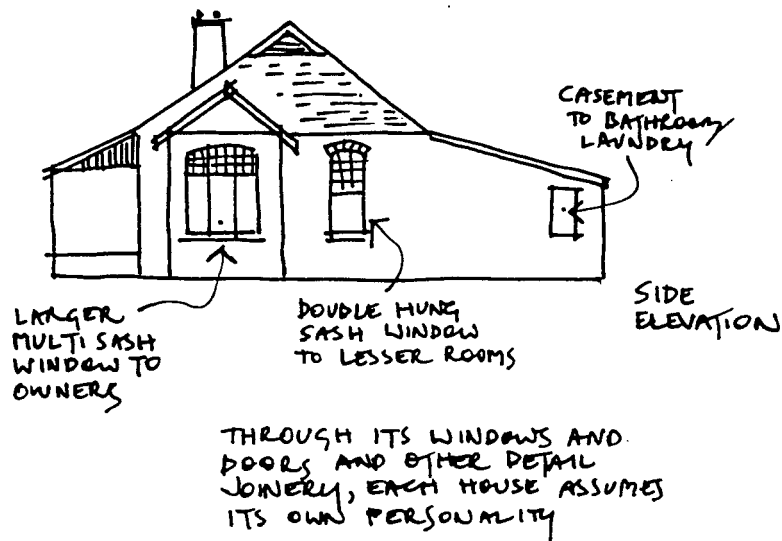 CASEMENT
TO BATHROOM/
LAUNDRY
LARGER
MULTI SASH
WINDOW TO
OWNERS
DOUBLE HUNG
SASH WINDOW
TO LESSER ROOMS
SIDE
ELEVATION
THROUGH ITS WINDOWS AND
DOORS AND OTHER DETAIL
JOINERY, EACH HOUSE ASSUMES
ITS OWN PERSONALITY